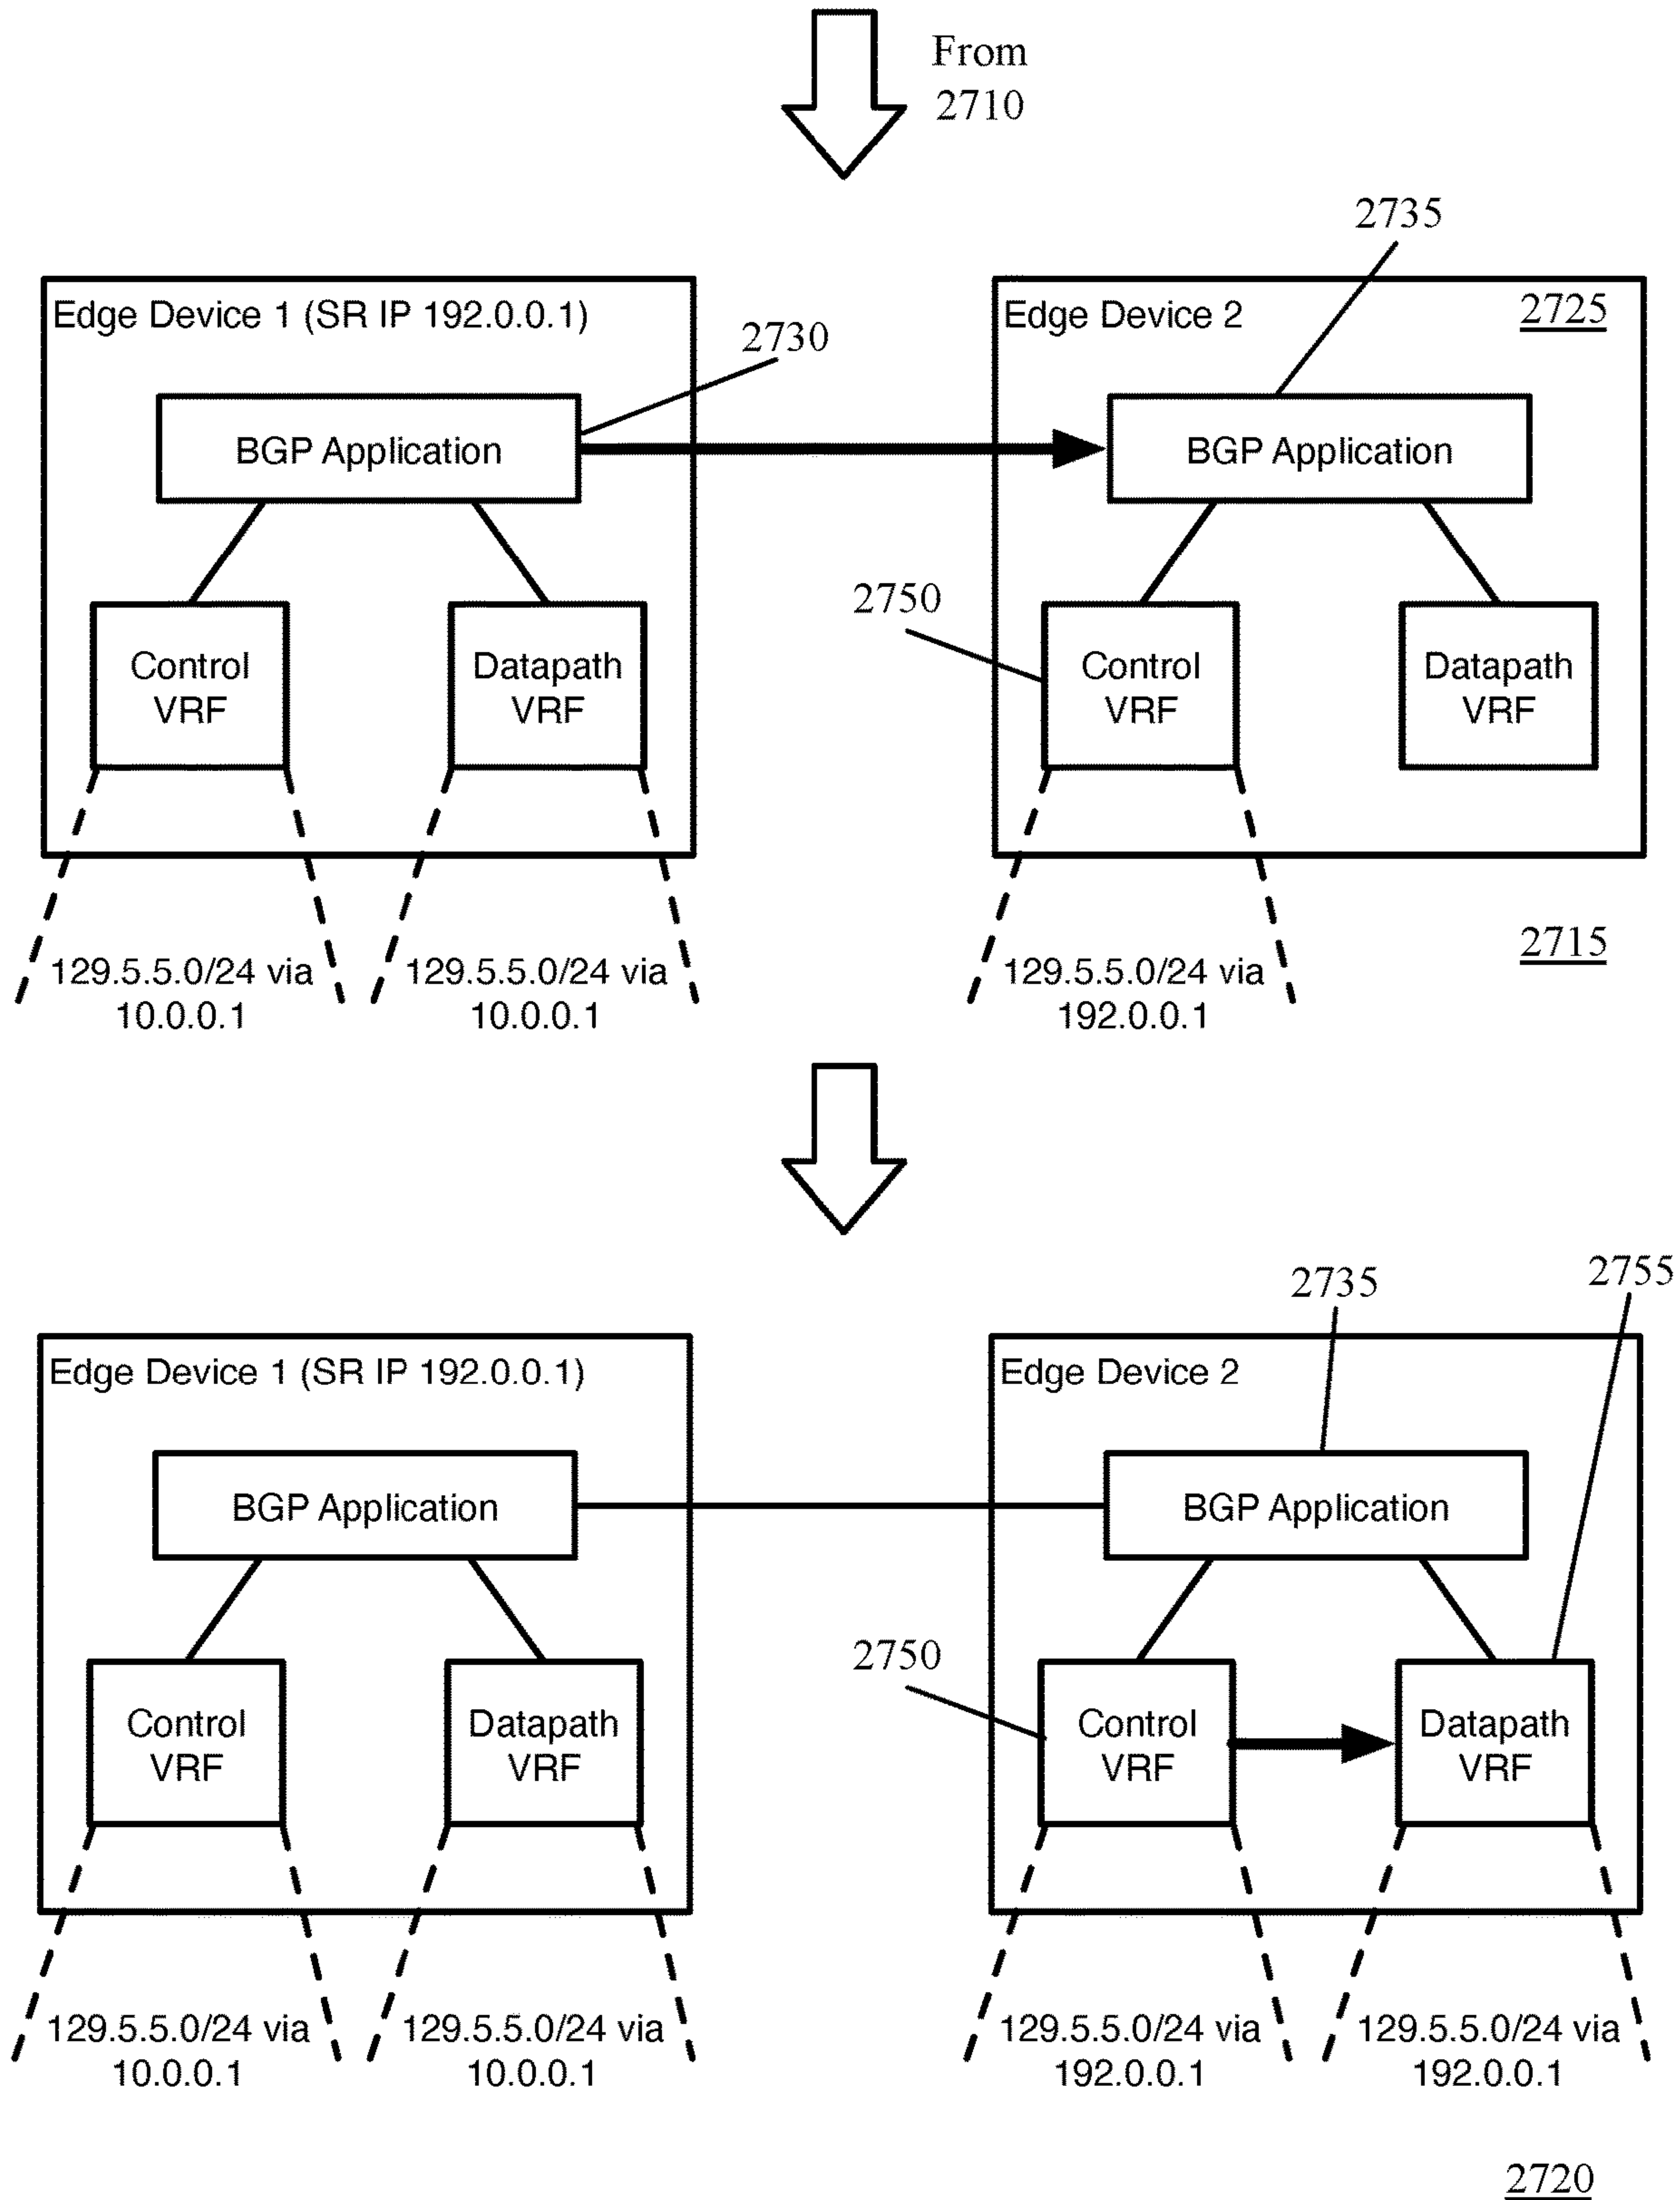 From
2710
2735
Edge Device 1 (SR IP 192.0.0.1)
Edge Device 2
2725
2730
BGP Application
BGP Application
2750
Control
VRF
Datapath
VRF
Control
VRF
Datapath
VRF
2715
129.5.5.0/24 via
10.0.0.1
129.5.5.0/24 via
10.0.0.1
129.5.5.0/24 via
192.0.0.1
2735
2755
Edge Device 1 (SR IP 192.0.0.1)
Edge Device 2
BGP Application
BGP Application
2750
Control
VRF
Datapath
VRF
Control
VRF
Datapath
VRF
129.5.5.0/24 via
10.0.0.1
129.5.5.0/24 via
10.0.0.1
129.5.5.0/24 via
192.0.0.1
129.5.5.0/24 via
192.0.0.1
2720